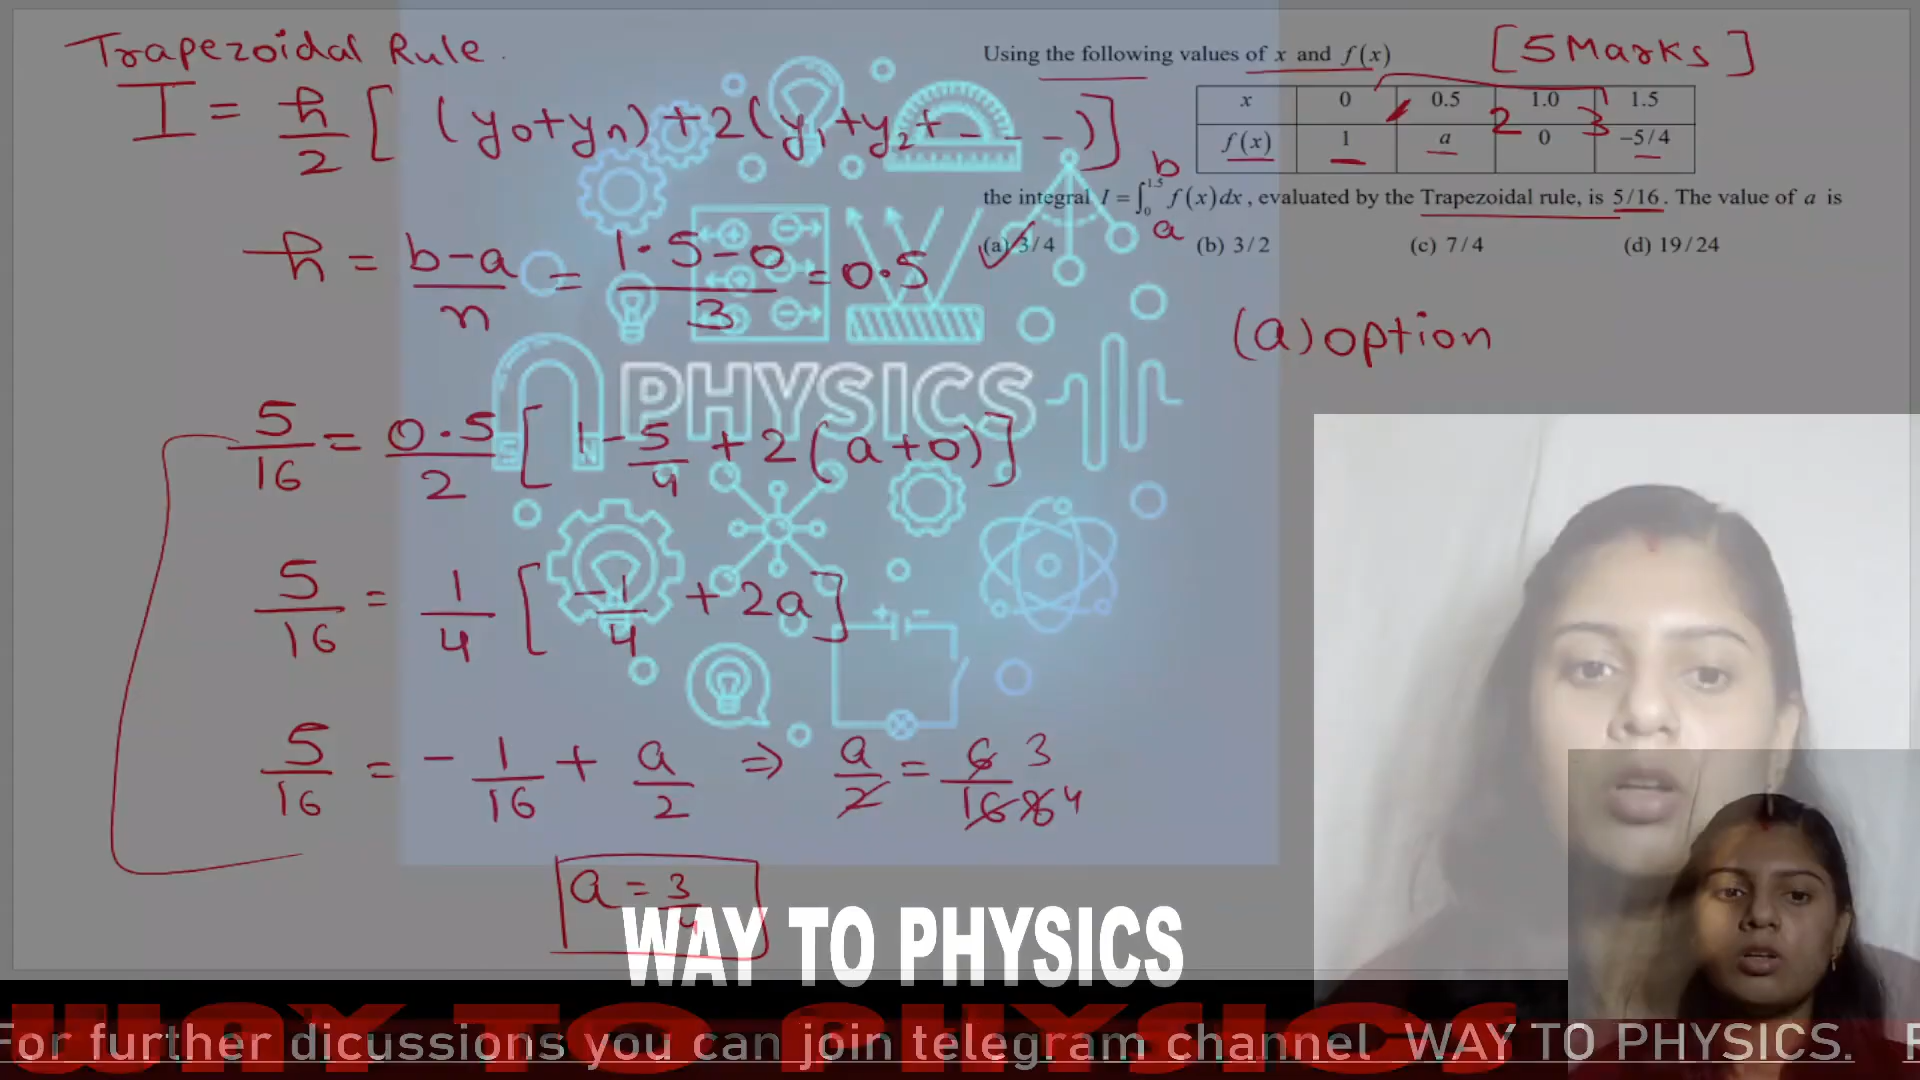 Trapezoidal Rule.
I = h/2 [ (y0+yn)+2(y1+y2+ - - -)]
h = b-a/n = 1.5-0/3 = 0.5
5/16 = 0.5/2 [ 1-5/4 + 2(a+0)]
5/16 = 1/4 [ -1/4 + 2a]
5/16 = - 1/16 + a/2 ⇒ a/2 = 6/16 3 8 4
a = 3/4
[5 Marks]
Using the following values of x and f(x)
x 0 0.5 1.0 1.5
f(x) 1 a 0 −5/4
2 3
b
the integral I = ∫₀^1.5 f(x)dx, evaluated by the Trapezoidal rule, is 5/16. The value of a is
a
(a) 3/4 (b) 3/2 (c) 7/4 (d) 19/24
(a) option
PHYSICS
S N
WAY TO PHYSICS
WAY TO PHYSICS
For further dicussions you can join telegram channel WAY TO PHYSICS.